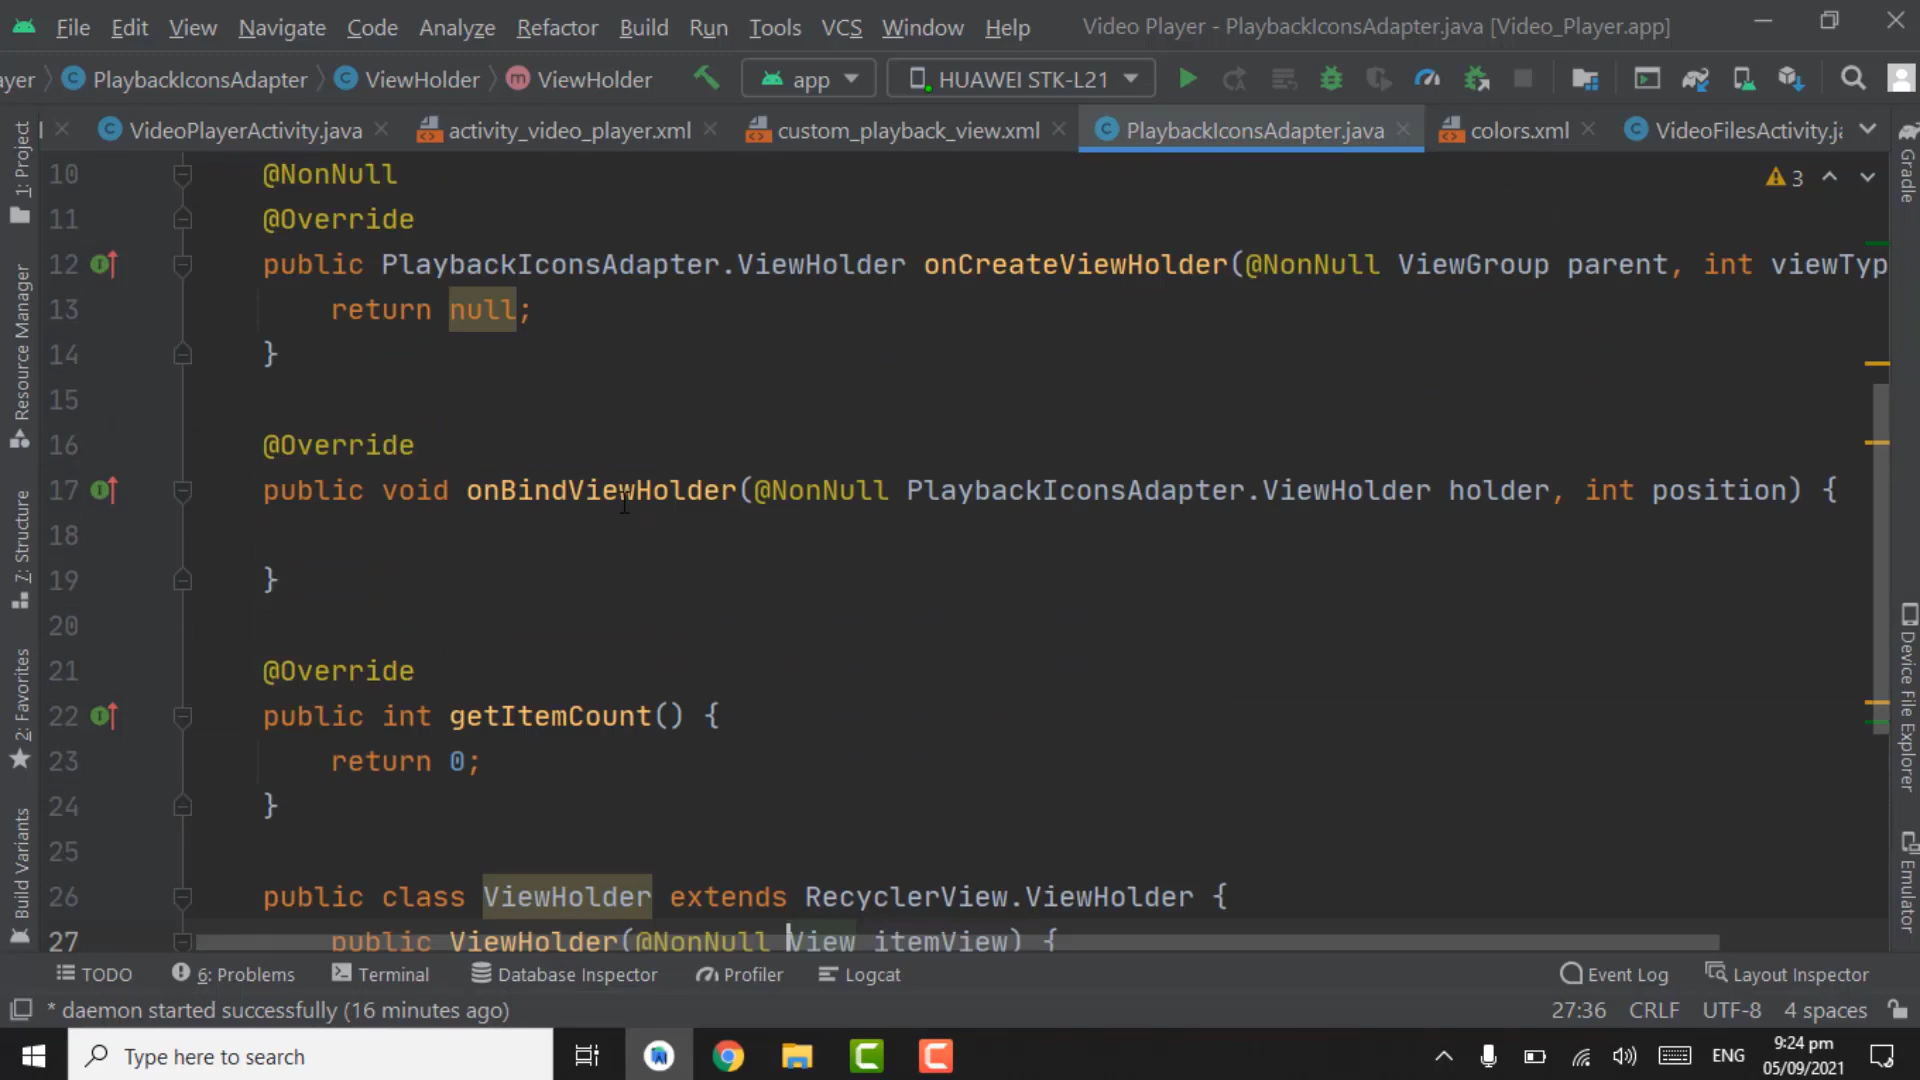 File Edit View Navigate Code Analyze Refactor Build Run Tools VCS Window Help Video Player - PlaybackIconsAdapter.java [Video_Player.app]
ayer PlaybackIconsAdapter ViewHolder ViewHolder app HUAWEI STK-L21
VideoPlayerActivity.java activity_video_player.xml custom_playback_view.xml PlaybackIconsAdapter.java colors.xml VideoFilesActivity.ja
10 @NonNull
3
11 @Override
12 public PlaybackIconsAdapter.ViewHolder onCreateViewHolder(@NonNull ViewGroup parent, int viewTyp
13 return null;
14 }
15
16 @Override
17 public void onBindViewHolder(@NonNull PlaybackIconsAdapter.ViewHolder holder, int position) {
18
19 }
20
21 @Override
22 public int getItemCount() {
23 return 0;
24 }
25
26 public class ViewHolder extends RecyclerView.ViewHolder {
27 public ViewHolder(@NonNull View itemView) {
1: Project
Resource Manager
7: Structure
2: Favorites
Build Variants
Gradle
Device File Explorer
Emulator
TODO 6: Problems Terminal Database Inspector Profiler Logcat Event Log Layout Inspector
* daemon started successfully (16 minutes ago) 27:36 CRLF UTF-8 4 spaces
Type here to search ENG 9:24 pm
05/09/2021